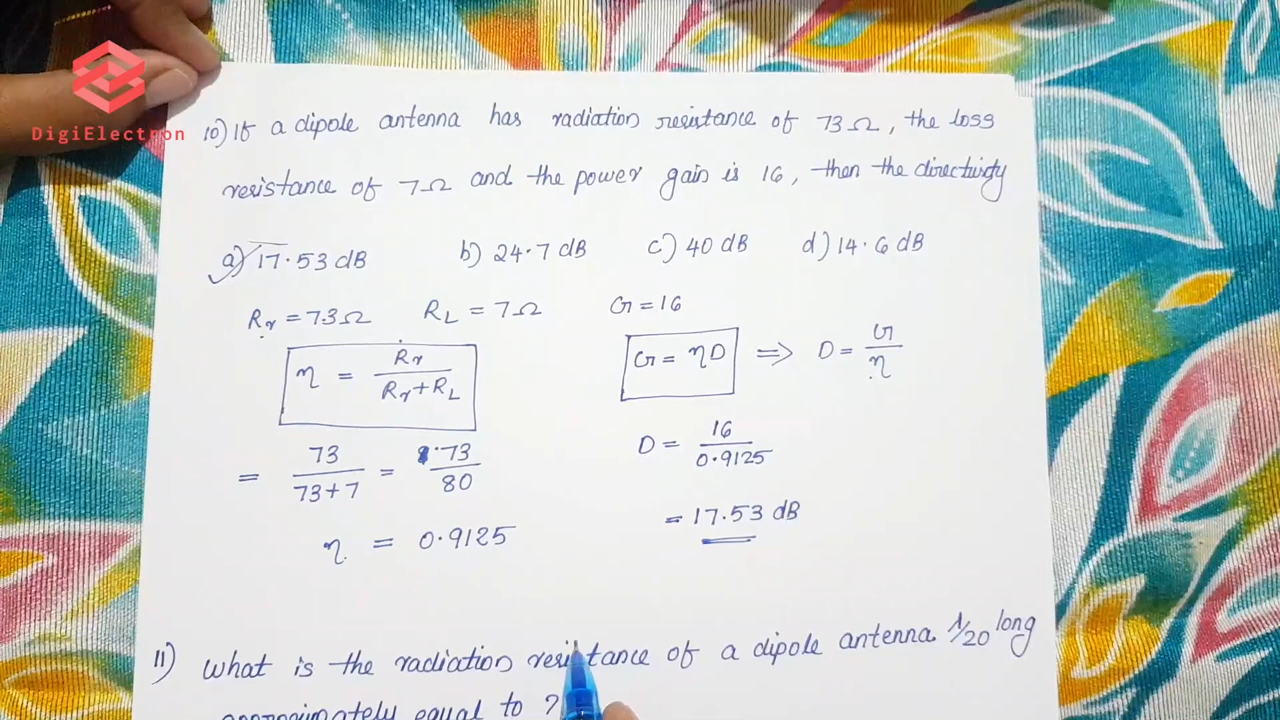 DigiElectron
10) If a dipole antenna has radiation resistance of 73Ω, the loss
resistance of 7Ω and the power gain is 16, then the directivity
a) 17.53 dB b) 24.7 dB c) 40 dB d) 14.6 dB
Rr = 73Ω RL = 7Ω G = 16
η = Rr / (Rr + RL) G = ηD ⇒ D = G / η
= 73 / (73+7) = 73 / 80 D = 16 / 0.9125
η = 0.9125 = 17.53 dB
11) What is the radiation resistance of a dipole antenna λ/20 long
approximately equal to ?